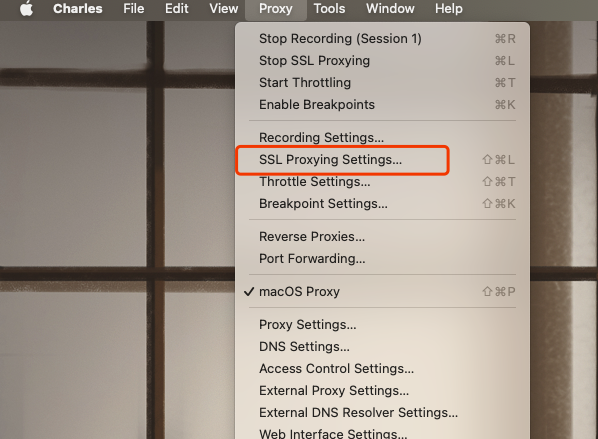 Charles File Edit View Proxy Tools Window Help
Stop Recording (Session 1) ⌘R
Stop SSL Proxying ⌘L
Start Throttling ⌘T
Enable Breakpoints ⌘K
Recording Settings...
SSL Proxying Settings... ⇧⌘L
Throttle Settings... ⇧⌘T
Breakpoint Settings... ⇧⌘K
Reverse Proxies...
Port Forwarding...
✓ macOS Proxy ⇧⌘P
Proxy Settings...
DNS Settings...
Access Control Settings...
External Proxy Settings...
External DNS Resolver Settings...
Web Interface Settings...